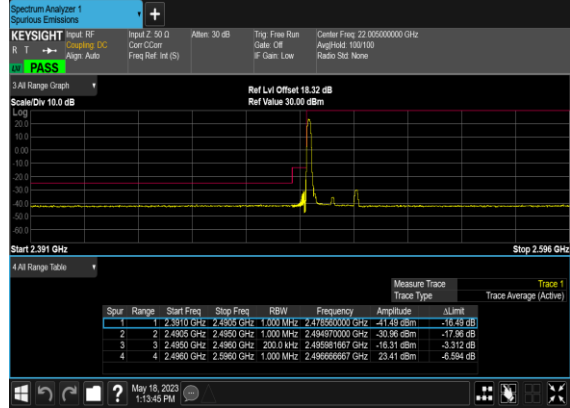 Spectrum Analyzer 1
Spurious Emissions
+
KEYSIGHT Input: RF Input Z: 50 Ω Atten: 30 dB Trig: Free Run Center Freq: 22.005000000 GHz
R T Coupling: DC Corr CCorr Gate: Off Avg|Hold: 100/100
Align: Auto Freq Ref: Int (S) IF Gain: Low Radio Std: None
PASS
3 All Range Graph
Ref Lvl Offset 18.32 dB
Scale/Div 10.0 dB Ref Value 30.00 dBm
Log
20.0
10.0
0.00
-10.0
-20.0
-30.0
-40.0
-50.0
-60.0
Start 2.391 GHz Stop 2.596 GHz
4 All Range Table
Measure Trace Trace 1
Trace Type Trace Average (Active)
Spur Range Start Freq Stop Freq RBW Frequency Amplitude ΔLimit
1 1 2.3910 GHz 2.4905 GHz 1.000 MHz 2.478560000 GHz -41.49 dBm -16.49 dB
2 2 2.4905 GHz 2.4950 GHz 1.000 MHz 2.494970000 GHz -30.96 dBm -17.96 dB
3 3 2.4950 GHz 2.4960 GHz 200.0 kHz 2.495981667 GHz -16.31 dBm -3.312 dB
4 4 2.4960 GHz 2.5960 GHz 1.000 MHz 2.496666667 GHz 23.41 dBm -6.594 dB
? May 18, 2023
1:13:45 PM